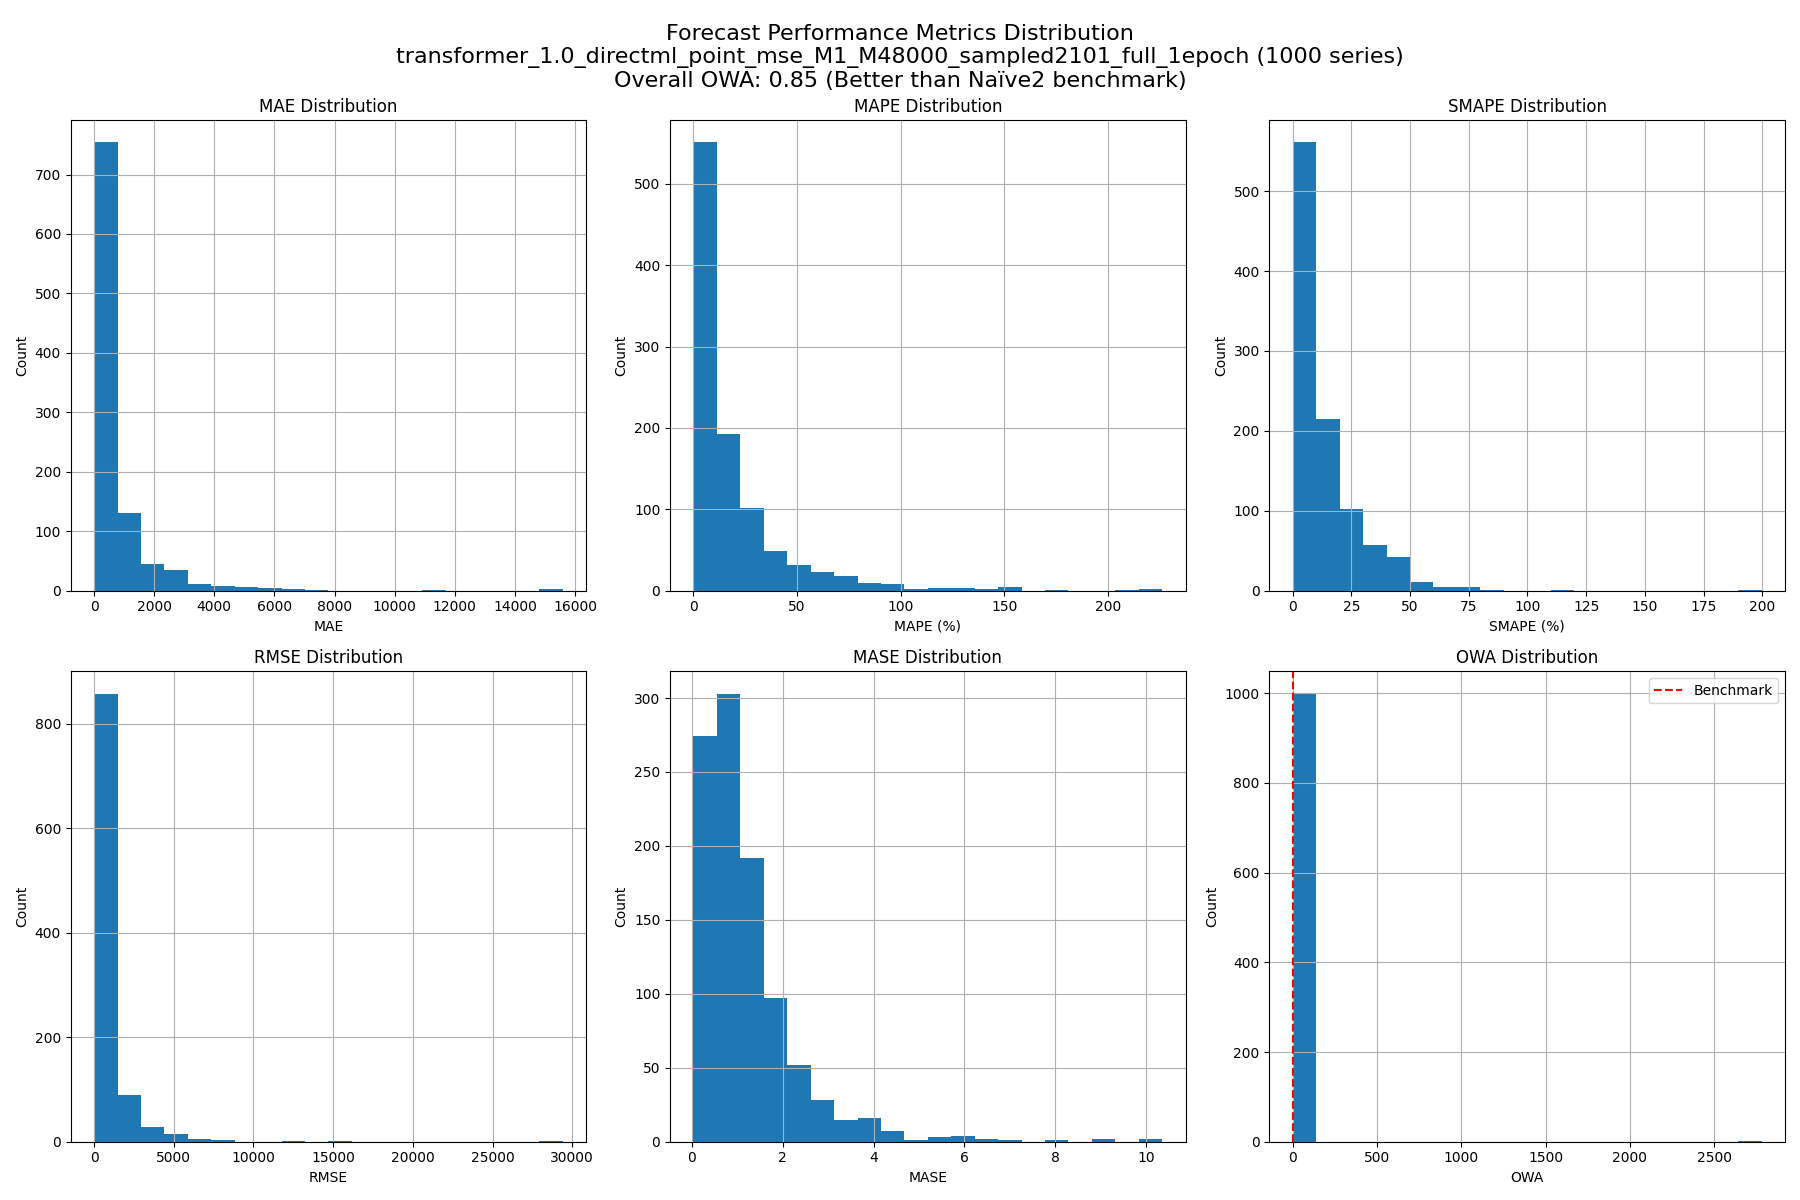 Forecast Performance Metrics Distribution
transformer_1.0_directml_point_mse_M1_M48000_sampled2101_full_1epoch (1000 series)
Overall OWA: 0.85 (Better than Naïve2 benchmark)
MAE Distribution
Count
700
600
500
400
300
200
100
0
0 2000 4000 6000 8000 10000 12000 14000 16000
MAE
MAPE Distribution
Count
500
400
300
200
100
0
0 50 100 150 200
MAPE (%)
SMAPE Distribution
Count
500
400
300
200
100
0
0 25 50 75 100 125 150 175 200
SMAPE (%)
RMSE Distribution
Count
800
600
400
200
0
0 5000 10000 15000 20000 25000 30000
RMSE
MASE Distribution
Count
300
250
200
150
100
50
0
0 2 4 6 8 10
MASE
OWA Distribution
Benchmark
Count
1000
800
600
400
200
0
0 500 1000 1500 2000 2500
OWA